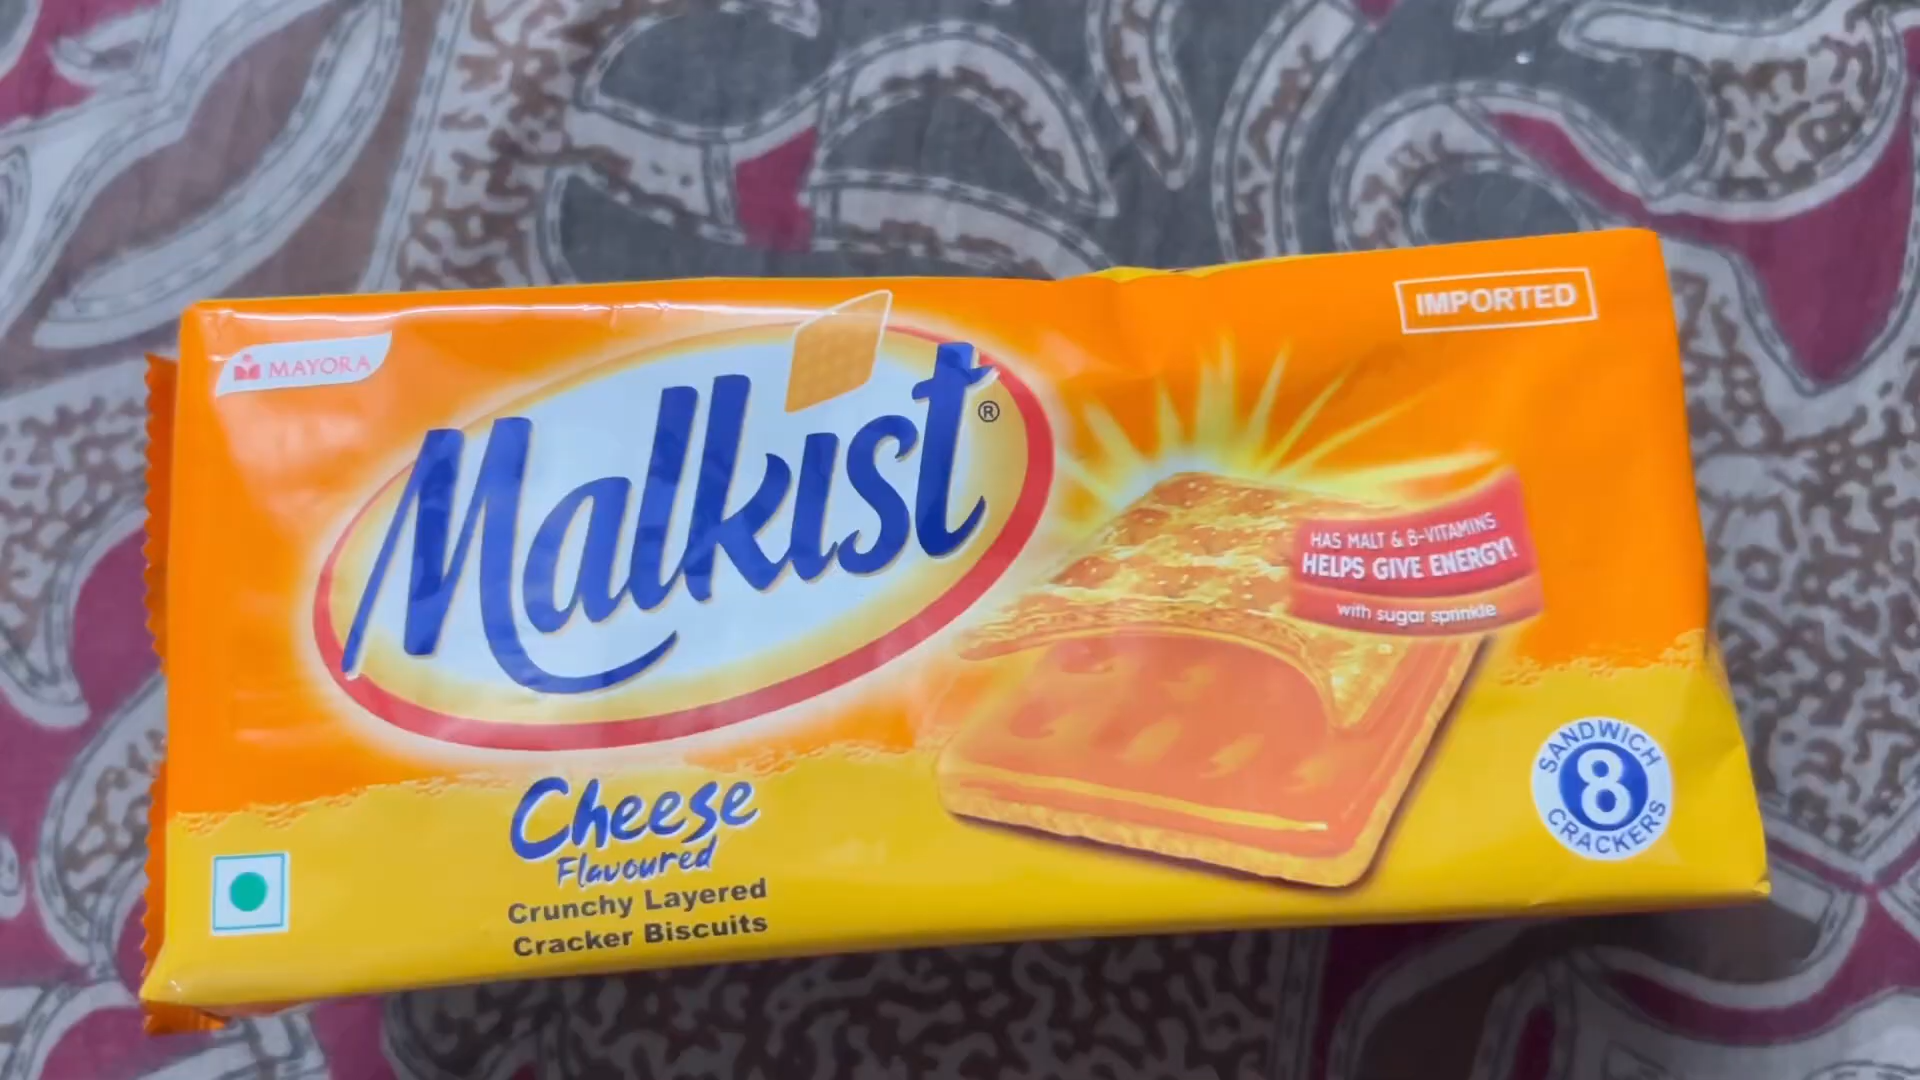 MAYORA
IMPORTED
Malkist®
HAS MALT & B-VITAMINS
HELPS GIVE ENERGY!
with sugar sprinkle
Cheese
Flavoured
Crunchy Layered
Cracker Biscuits
SANDWICH
8
CRACKERS